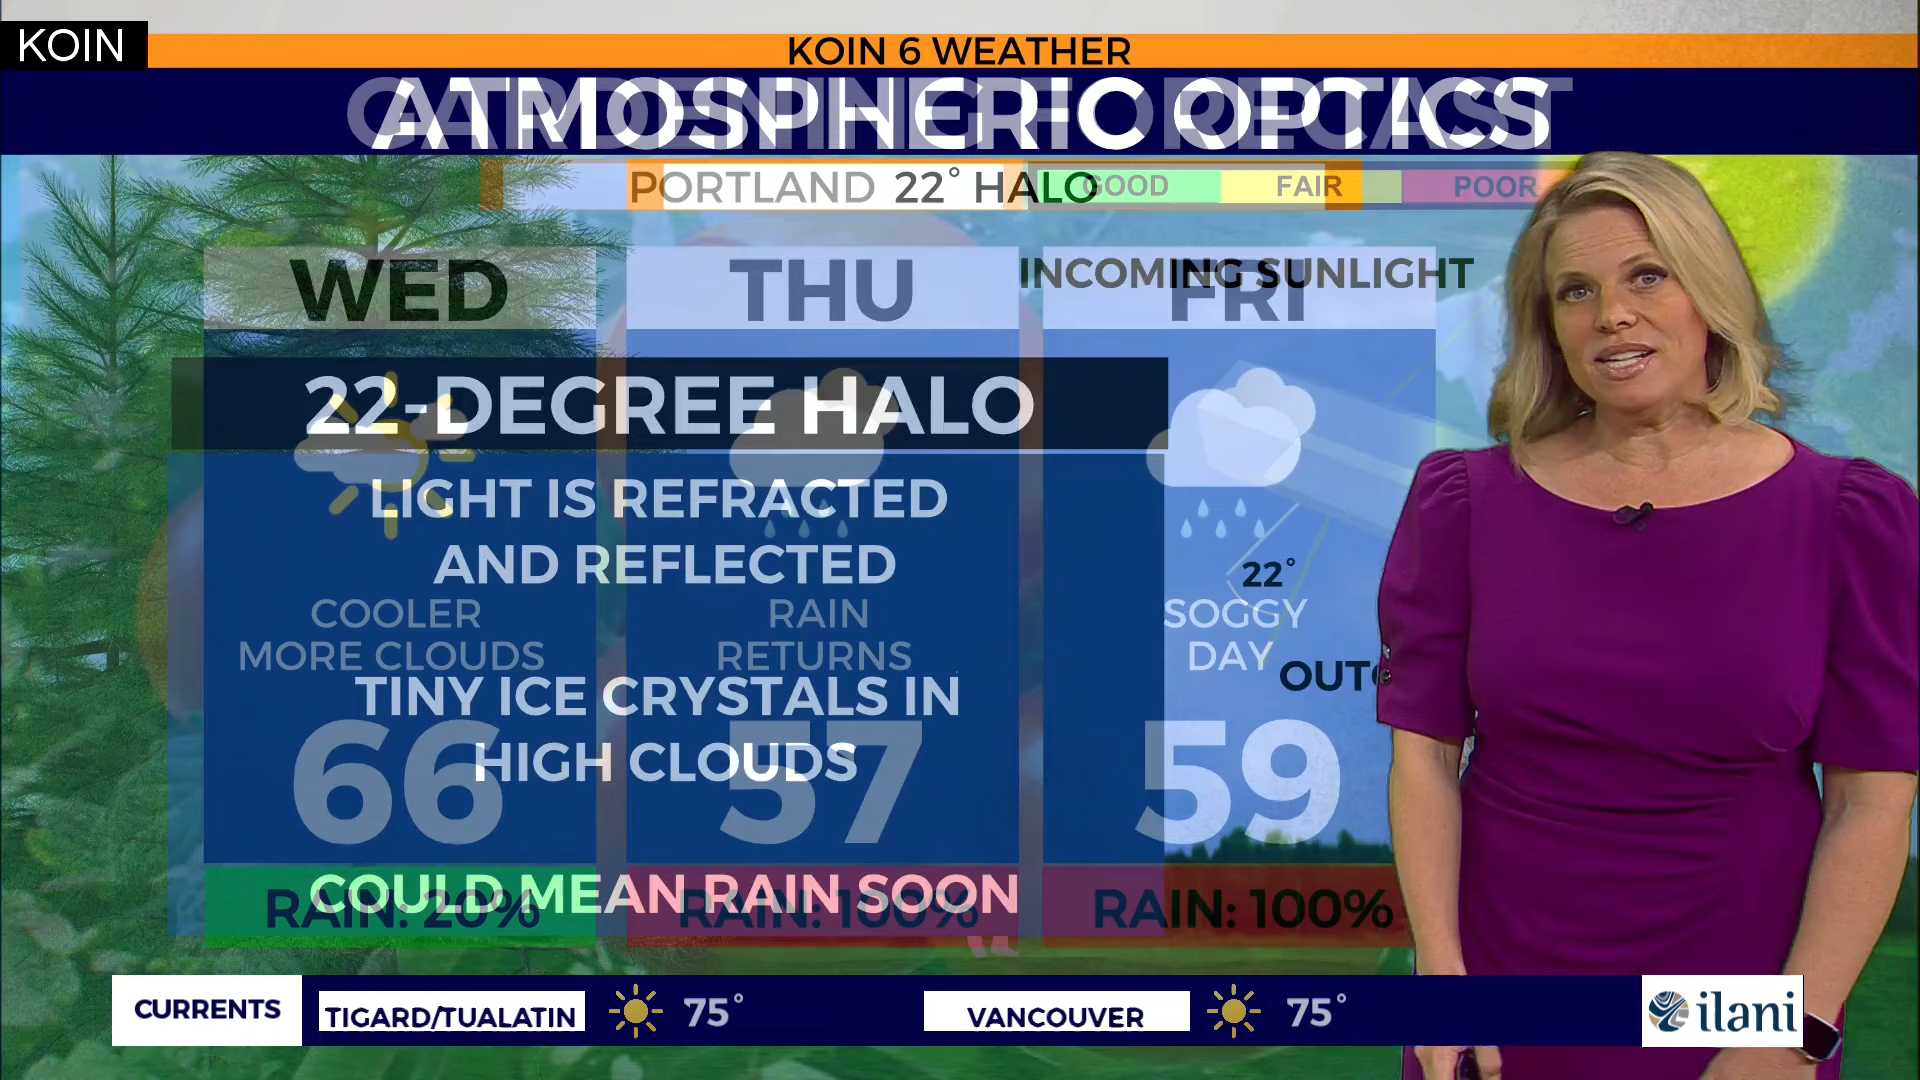 KOIN
KOIN 6 WEATHER
ATMOSPHERIC OPTICS
GARDENING FORECAST
PORTLAND
22° HALO
GOOD
FAIR
POOR
WED
THU
FRI
INCOMING SUNLIGHT
22-DEGREE HALO
LIGHT IS REFRACTED
AND REFLECTED
22°
COOLER
MORE CLOUDS
RAIN
RETURNS
SOGGY
DAY
TINY ICE CRYSTALS IN
HIGH CLOUDS
66
57
59
COULD MEAN RAIN SOON
RAIN: 20%
RAIN: 100%
RAIN: 100%
CURRENTS
TIGARD/TUALATIN
75°
VANCOUVER
75°
ilani